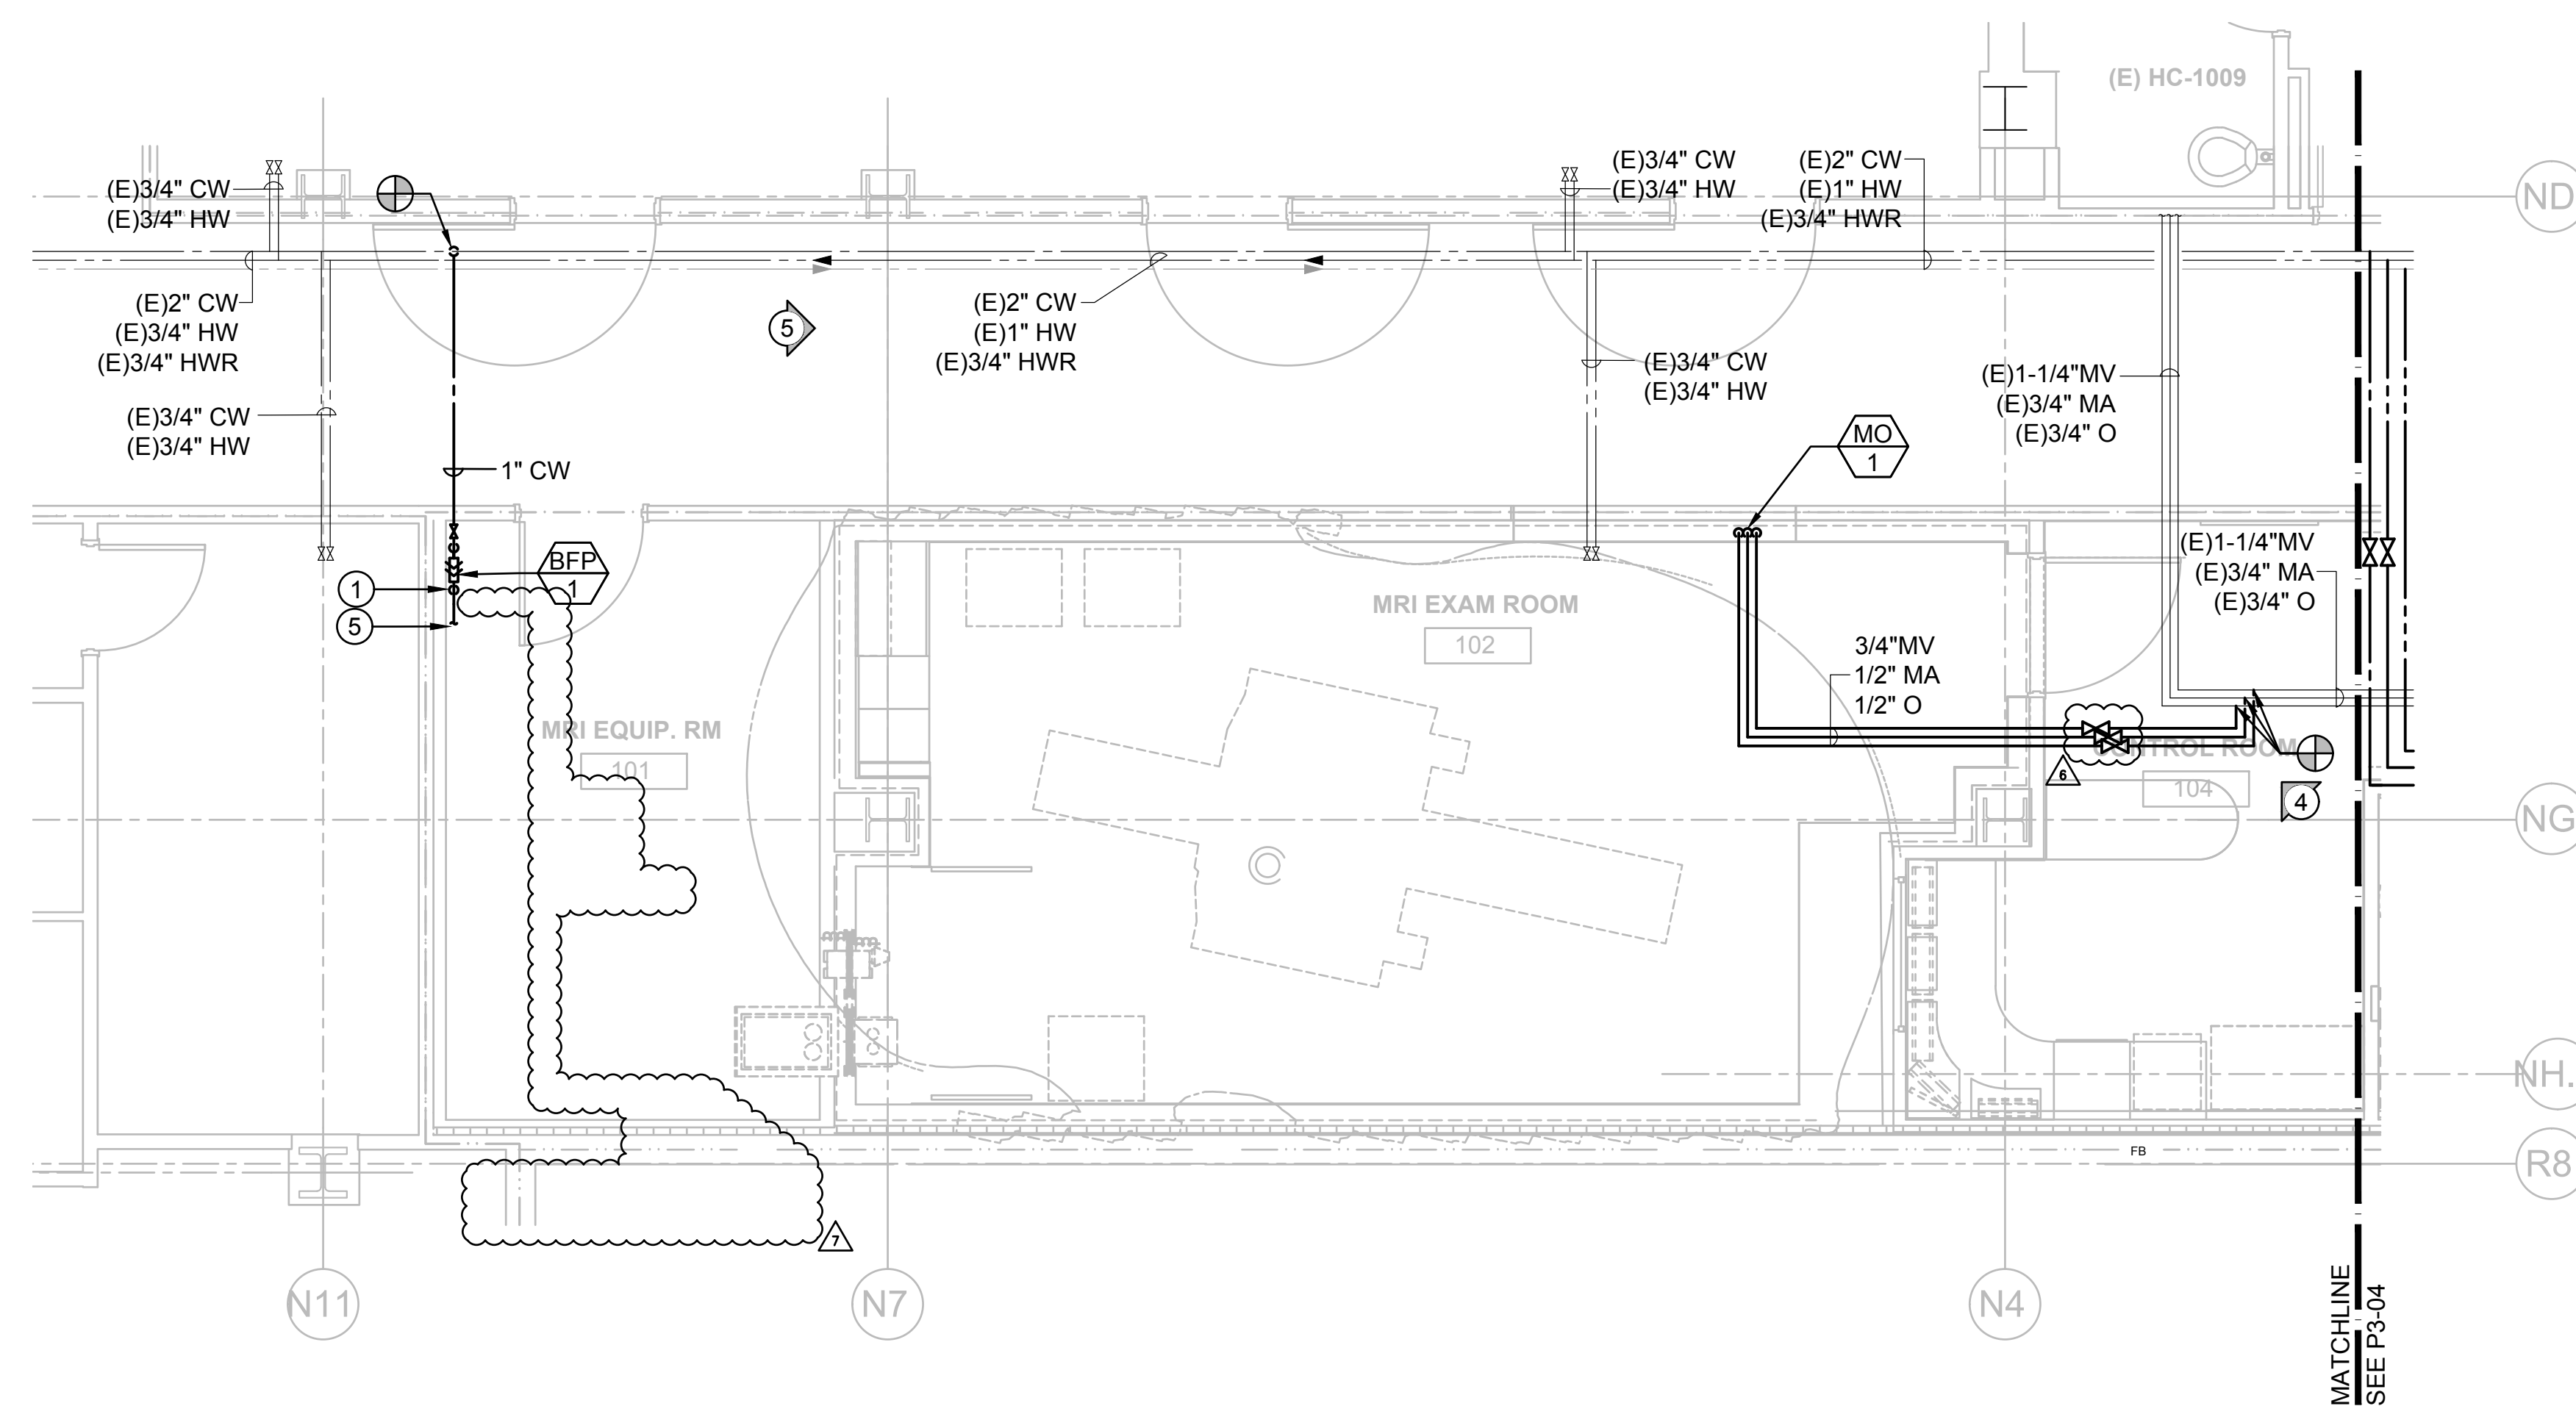 (E) HC-1009
ND
(E)3/4" CW
(E)3/4" HW
(E)3/4" CW
(E)3/4" HW
(E)2" CW
(E)1" HW
(E)3/4" HWR
(E)2" CW
(E)3/4" HW
(E)3/4" HWR
5
(E)2" CW
(E)1" HW
(E)3/4" HWR
(E)3/4" CW
(E)3/4" HW
(E)1-1/4"MV
(E)3/4" MA
(E)3/4" O
(E)3/4" CW
(E)3/4" HW
1" CW
MO
1
BFP
1
1
5
(E)1-1/4"MV
(E)3/4" MA
(E)3/4" O
MRI EXAM ROOM
102
3/4"MV
1/2" MA
1/2" O
MRI EQUIP. RM
101
CONTROL ROOM
104
6
4
NG
NH.
FB
R8
7
N11
N7
N4
MATCHLINE
SEE P3-04